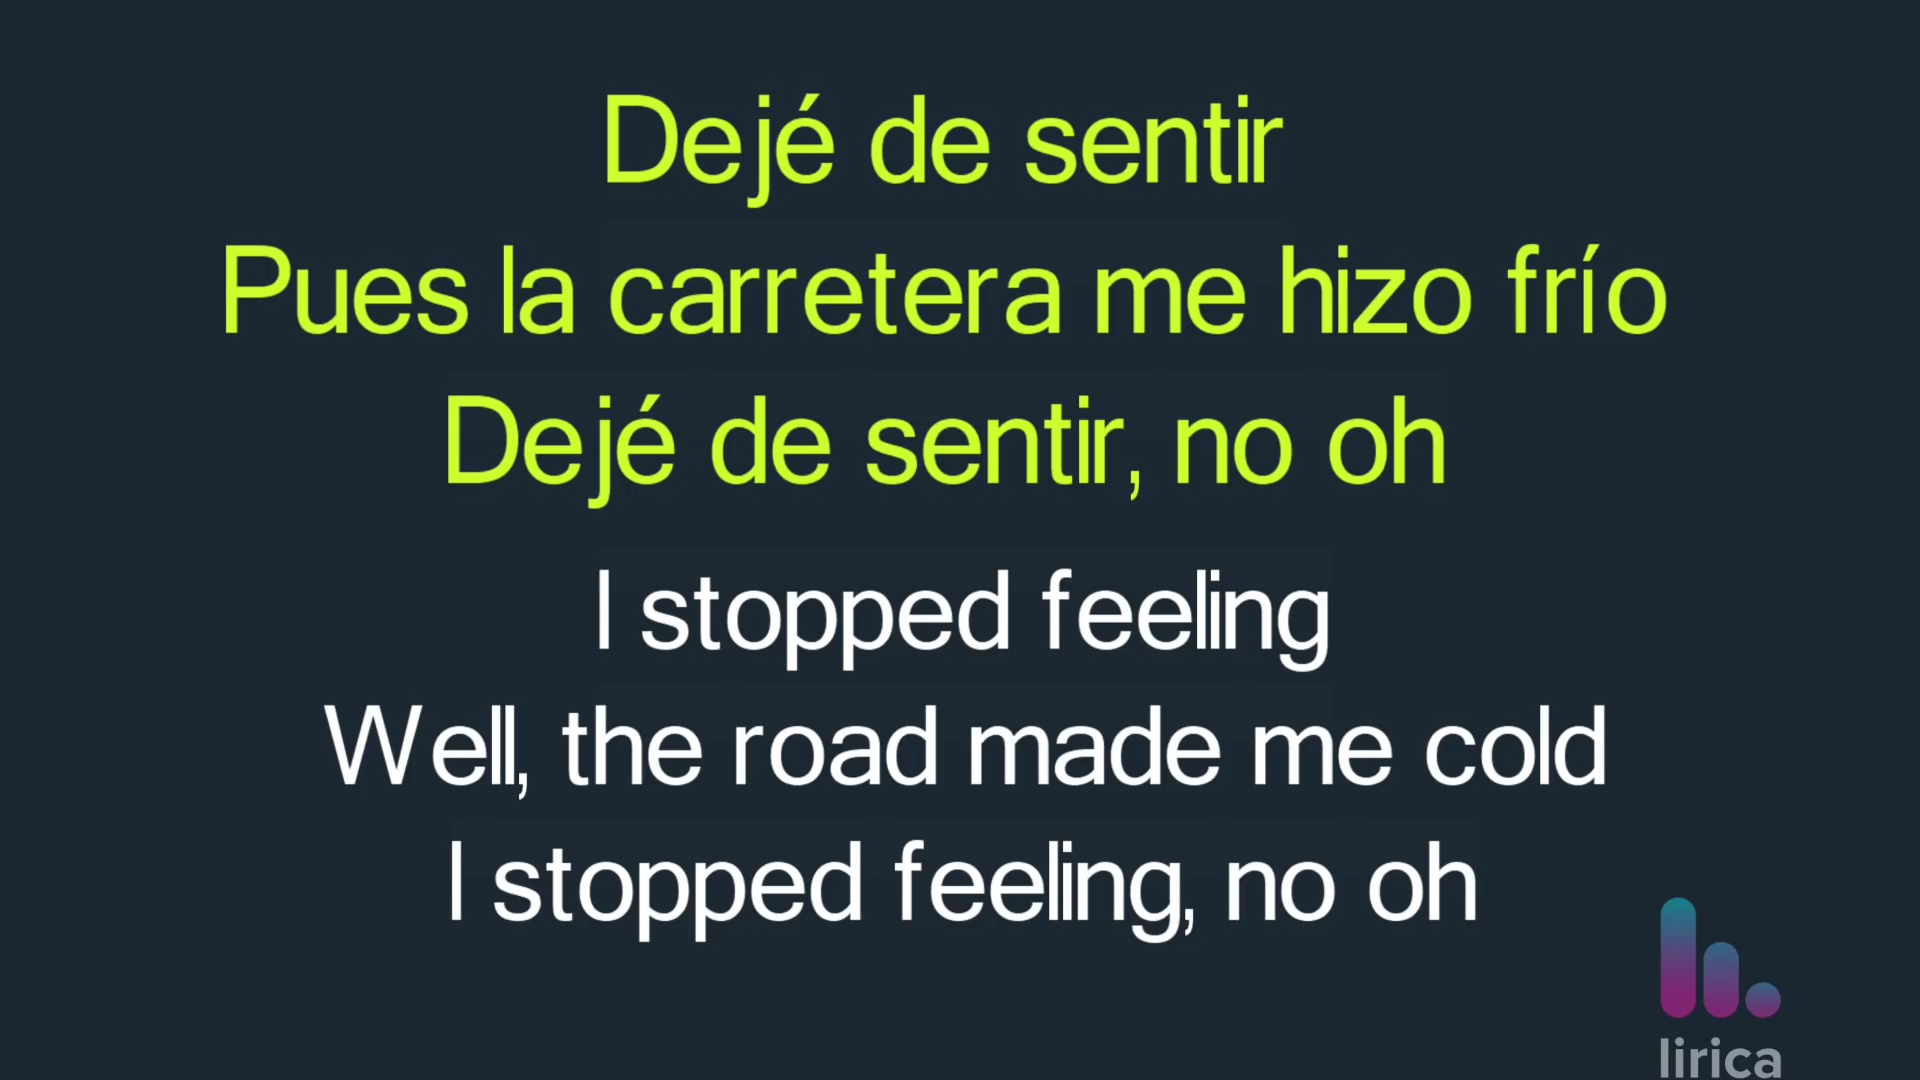 Dejé de sentir
Pues la carretera me hizo frío
Dejé de sentir, no oh
I stopped feeling
Well, the road made me cold
I stopped feeling, no oh
lirica